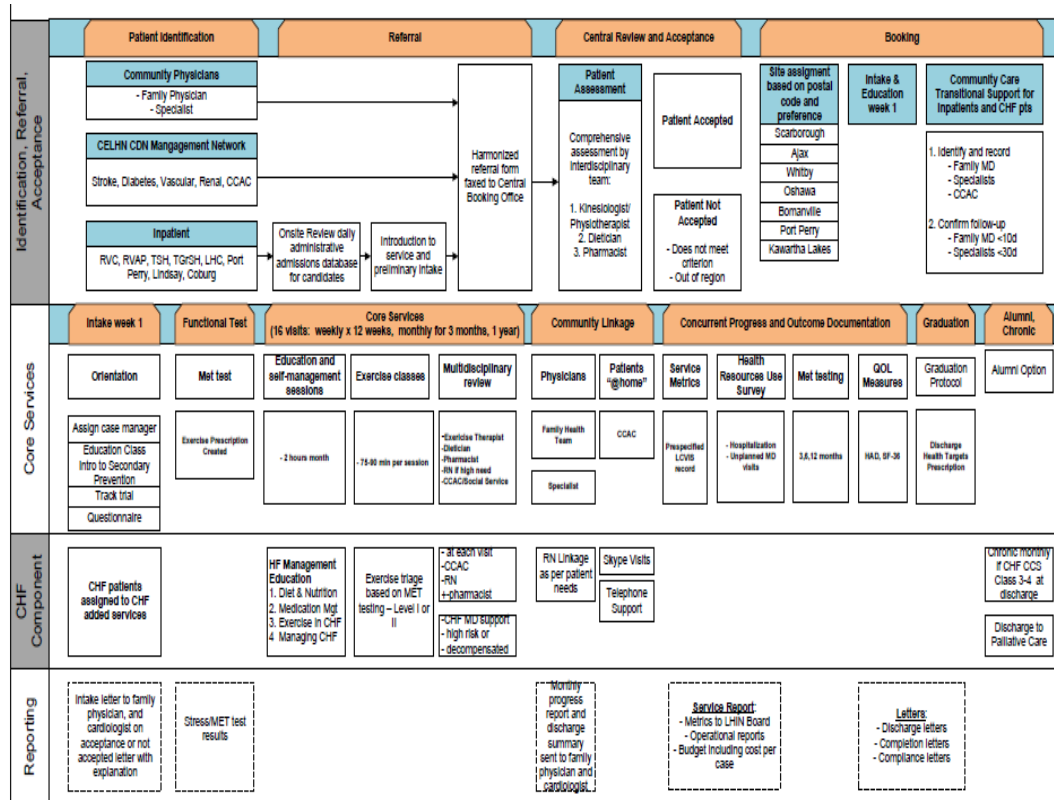 Identification, Referral,
Acceptance
Patient Identification
Referral
Central Review and Acceptance
Booking
Community Physicians
- Family Physician
- Specialist
CELHN CDN Mangagement Network
Stroke, Diabetes, Vascular, Renal, CCAC
Inpatient
RVC, RVAP, TSH, TGrSH, LHC, Port
Perry, Lindsay, Coburg
Onsite Review daily
administrative
admissions database
for candidates
Introduction to
service and
preliminary intake
Harmonized
referral form
faxed to Central
Booking Office
Patient
Assessment
Comprehensive
assessment by
Interdisciplinary
team:
1. Kinesiologist/
Physiotherapist
2. Dietician
3. Pharmacist
Patient Accepted
Patient Not
Accepted
- Does not meet
criterion
- Out of region
Site assigment
based on postal
code and
preference
Scarborough
Ajax
Whitby
Oshawa
Bomanville
Port Perry
Kawartha Lakes
Intake &
Education
week 1
Community Care
Transitional Support for
Inpatients and CHF pts
1. Identify and record
- Family MD
- Specialists
- CCAC
2. Confirm follow-up
- Family MD <10d
- Specialists <30d
Core Services
Intake week 1
Functional Test
Core Services
(16 visits: weekly x 12 weeks, monthly for 3 months, 1 year)
Community Linkage
Concurrent Progress and Outcome Documentation
Graduation
Alumni,
Chronic
Orientation
Met test
Education and
self-management
sessions
Exercise classes
Multidisciplinary
review
Physicians
Patients
"@home"
Service
Metrics
Health
Resources Use
Survey
Met testing
QOL
Measures
Graduation
Protocol
Alumni Option
Assign case manager
Education Class
Intro to Secondary
Prevention
Track trial
Questionnaire
Exercise Prescription
Created
- 2 hours month
- 75-90 min per session
•Exercise Therapist
•Dietician
•Pharmacist
•RN if high need
•CCAC/Social Service
Family Health
Team
Specialist
CCAC
Prespecified
LCVIS
record
- Hospitalization
- Unplanned MD
visits
3,6,12 months
HAD, SF-36
Discharge
Health Targets
Prescription
CHF
Component
CHF patients
assigned to CHF
added services
HF Management
Education
1. Diet & Nutrition
2. Medication Mgt
3. Exercise in CHF
4 Managing CHF
Exercise triage
based on MET
testing – Level I or
II
- at each visit
- CCAC
- RN
+-pharmacist
-CHF MD support
- high risk or
- decompensated
RN Linkage
as per patient
needs
Skype Visits
Telephone
Support
Chronic monthly
if CHF CCS
Class 3-4 at
discharge
Discharge to
Palliative Care
Reporting
Intake letter to family
physician, and
cardiologist on
acceptance or not
accepted letter with
explanation
Stress/MET test
results
Monthly
progress
report and
discharge
summary
sent to family
physician and
cardiologist
Service Report:
- Metrics to LHIN Board
- Operational reports
- Budget including cost per
case
Letters:
- Discharge letters
- Completion letters
- Compliance letters